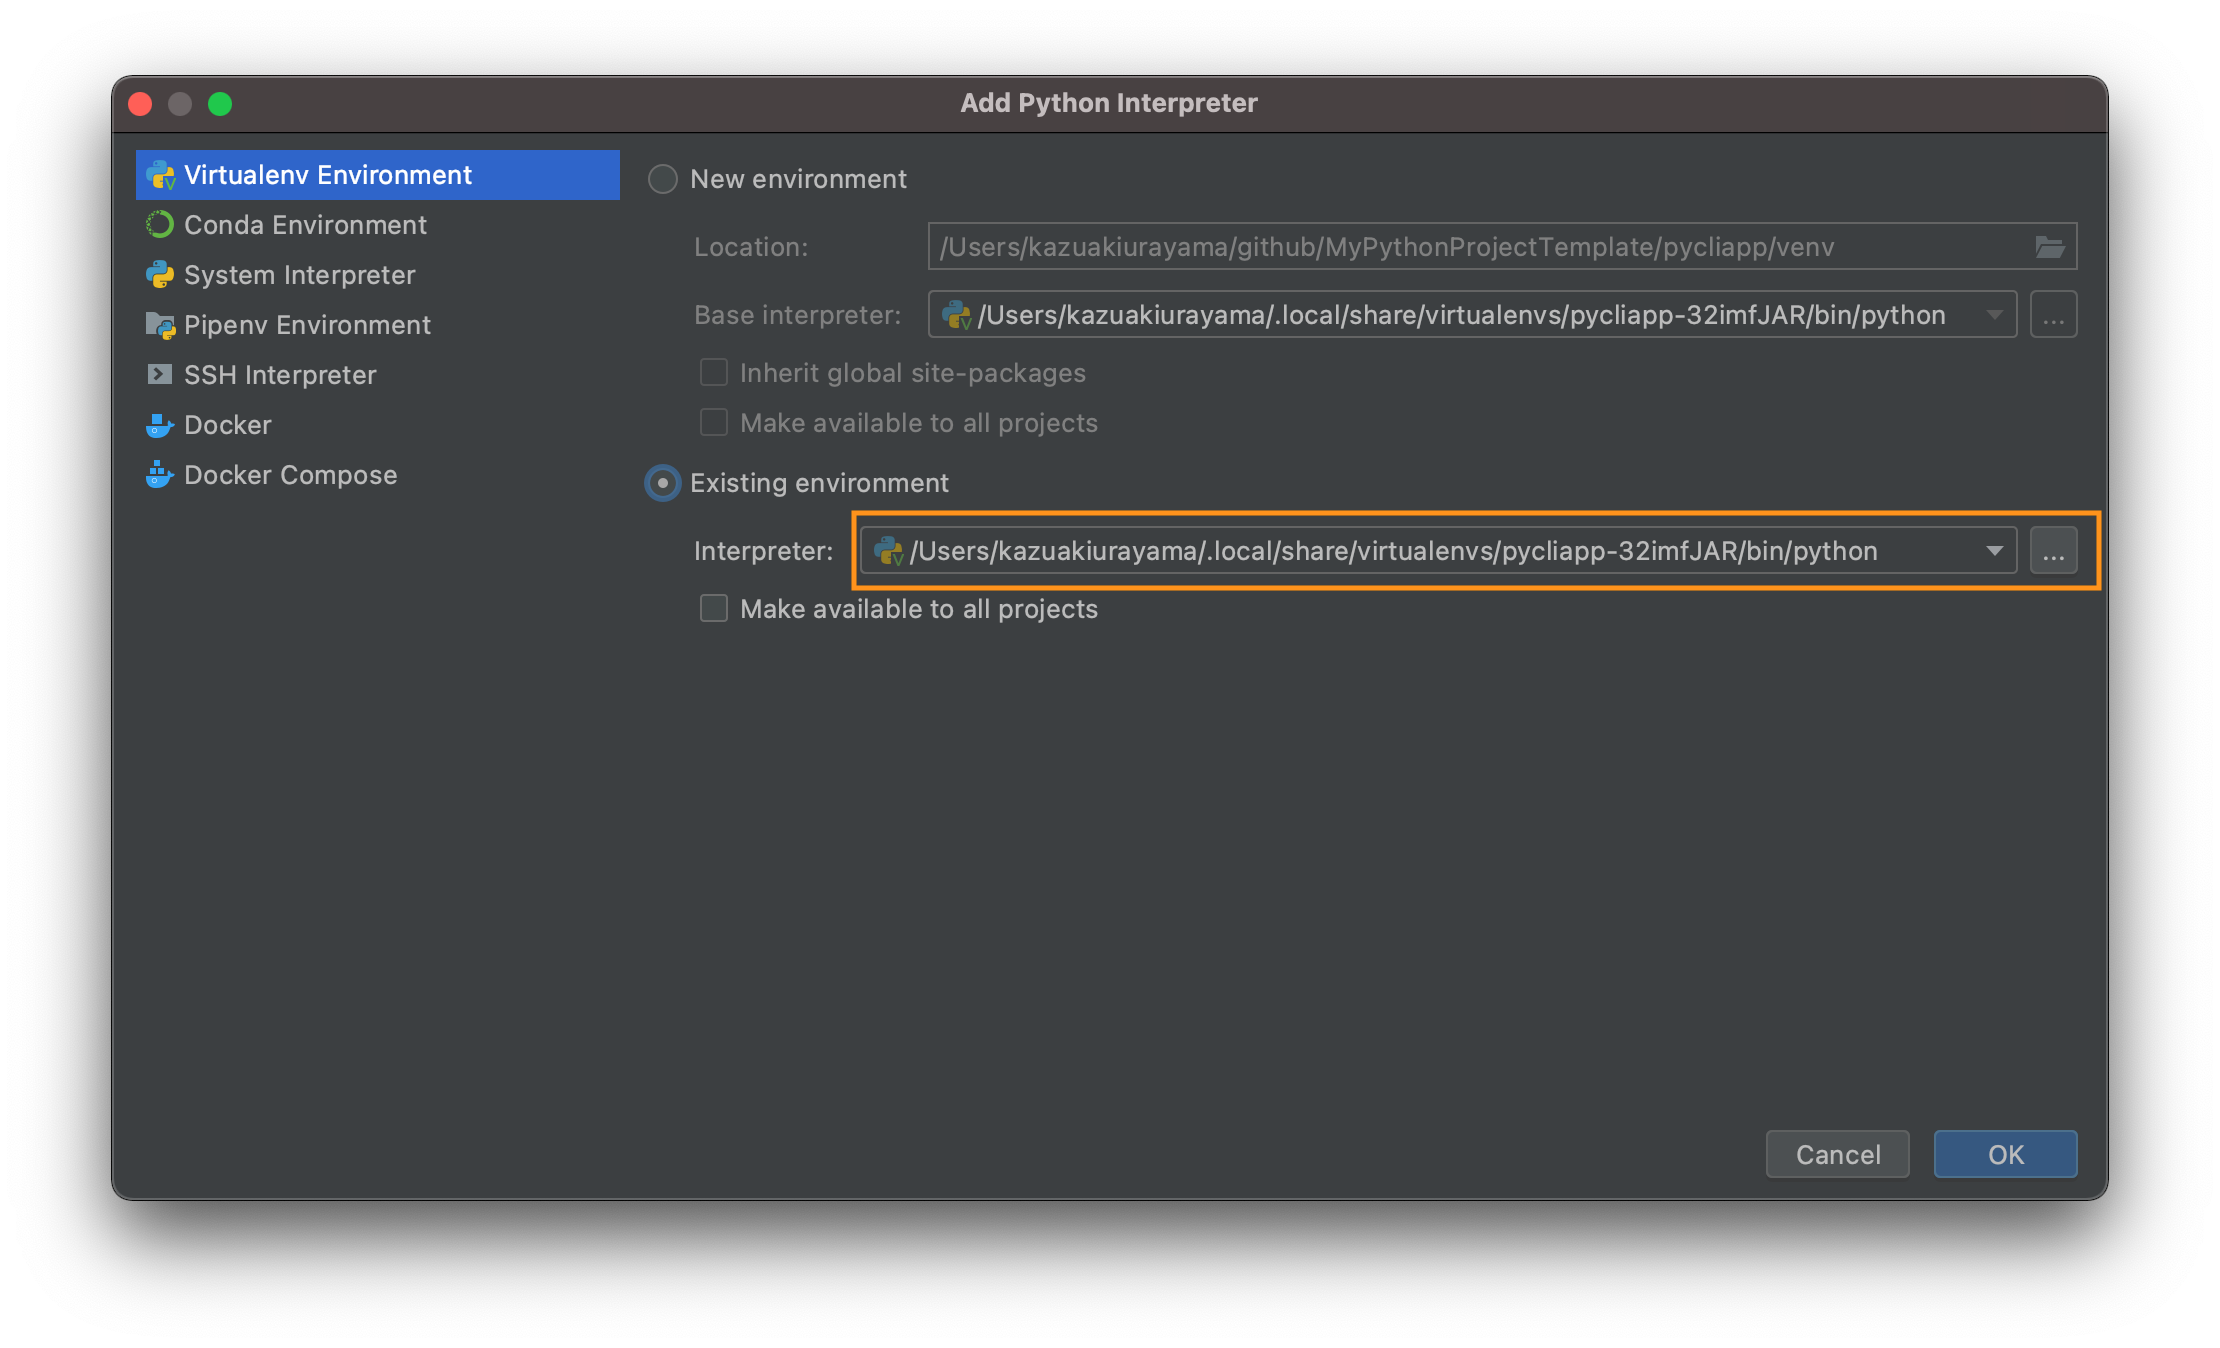 Add Python Interpreter
Virtualenv Environment
Conda Environment
System Interpreter
Pipenv Environment
SSH Interpreter
Docker
Docker Compose
New environment
Location: /Users/kazuakiurayama/github/MyPythonProjectTemplate/pycliapp/venv
Base interpreter: /Users/kazuakiurayama/.local/share/virtualenvs/pycliapp-32imfJAR/bin/python ...
Inherit global site-packages
Make available to all projects
Existing environment
Interpreter: /Users/kazuakiurayama/.local/share/virtualenvs/pycliapp-32imfJAR/bin/python ...
Make available to all projects
Cancel OK